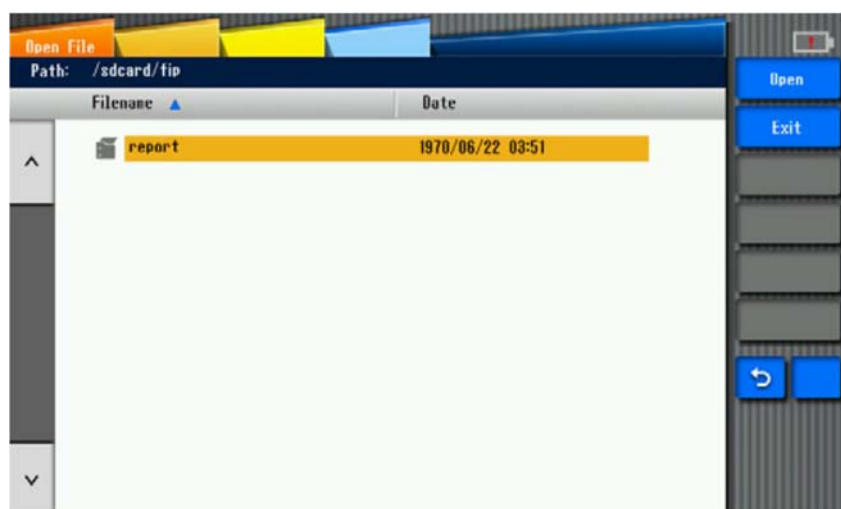 Open File
Path: /sdcard/fip
Filename ▲ Date
report 1970/06/22 03:51
Open
Exit